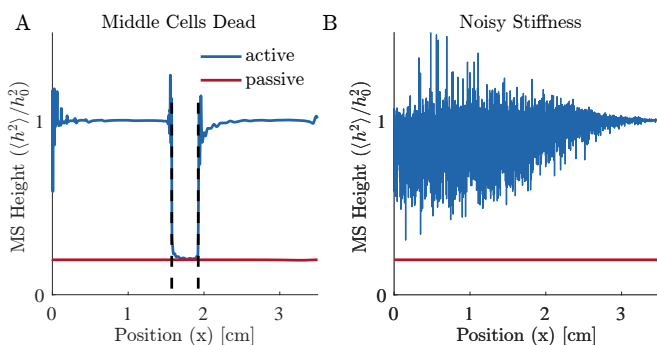 A
Middle Cells Dead
MS Height (⟨h²⟩/h₀²)
1
0
0
1
2
3
Position (x) [cm]
active
passive
B
Noisy Stiffness
MS Height (⟨h²⟩/h₀²)
1
0
0
1
2
3
Position (x) [cm]